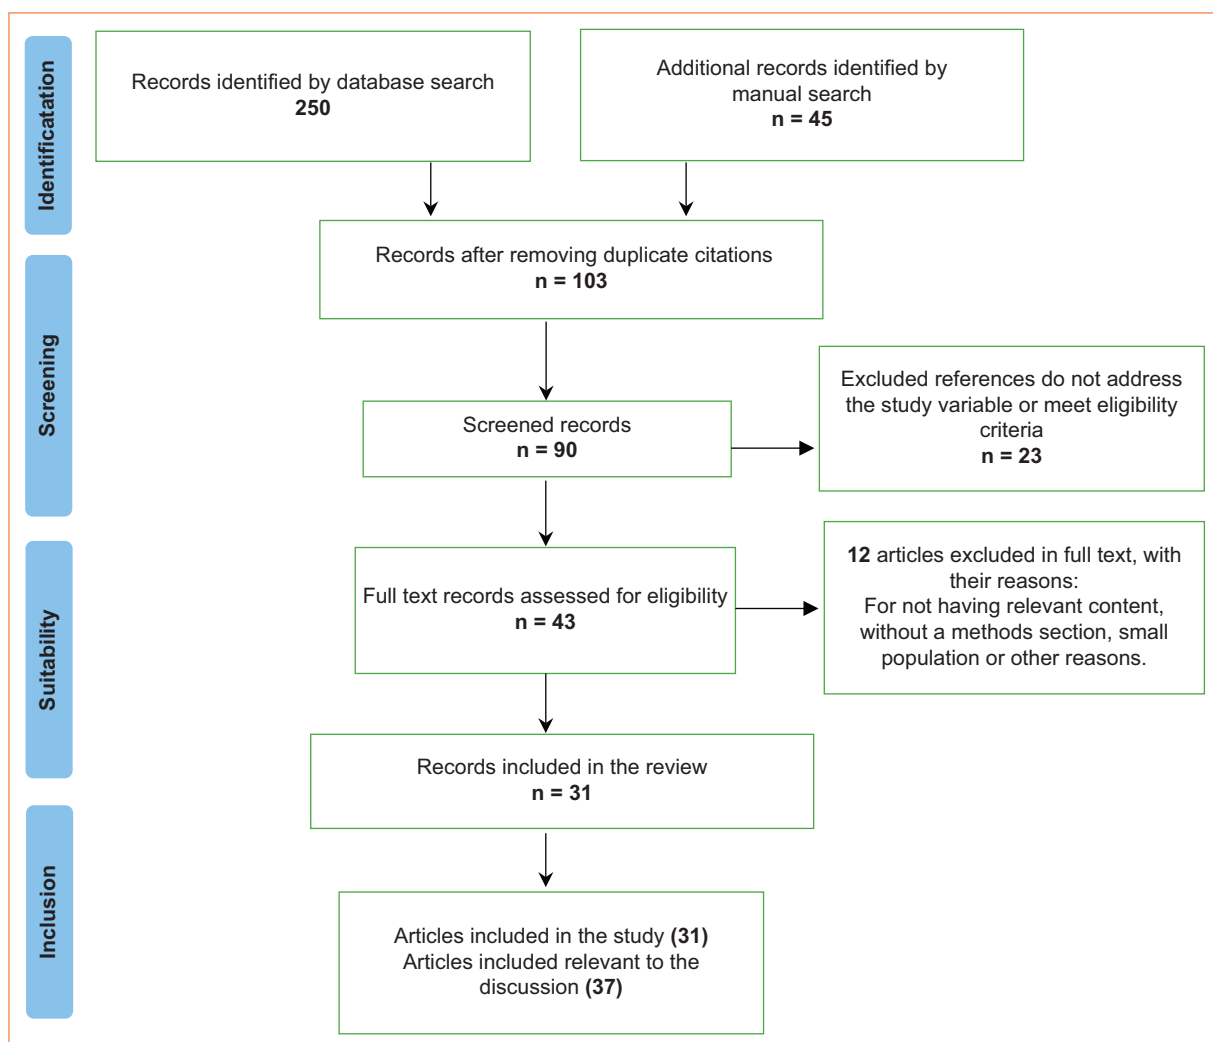 Identificatation
Records identified by database search
250
Additional records identified by
manual search
n = 45
Records after removing duplicate citations
n = 103
Screening
Screened records
n = 90
Excluded references do not address
the study variable or meet eligibility
criteria
n = 23
Suitability
Full text records assessed for eligibility
n = 43
12 articles excluded in full text, with
their reasons:
For not having relevant content,
without a methods section, small
population or other reasons.
Records included in the review
n = 31
Inclusion
Articles included in the study (31)
Articles included relevant to the
discussion (37)